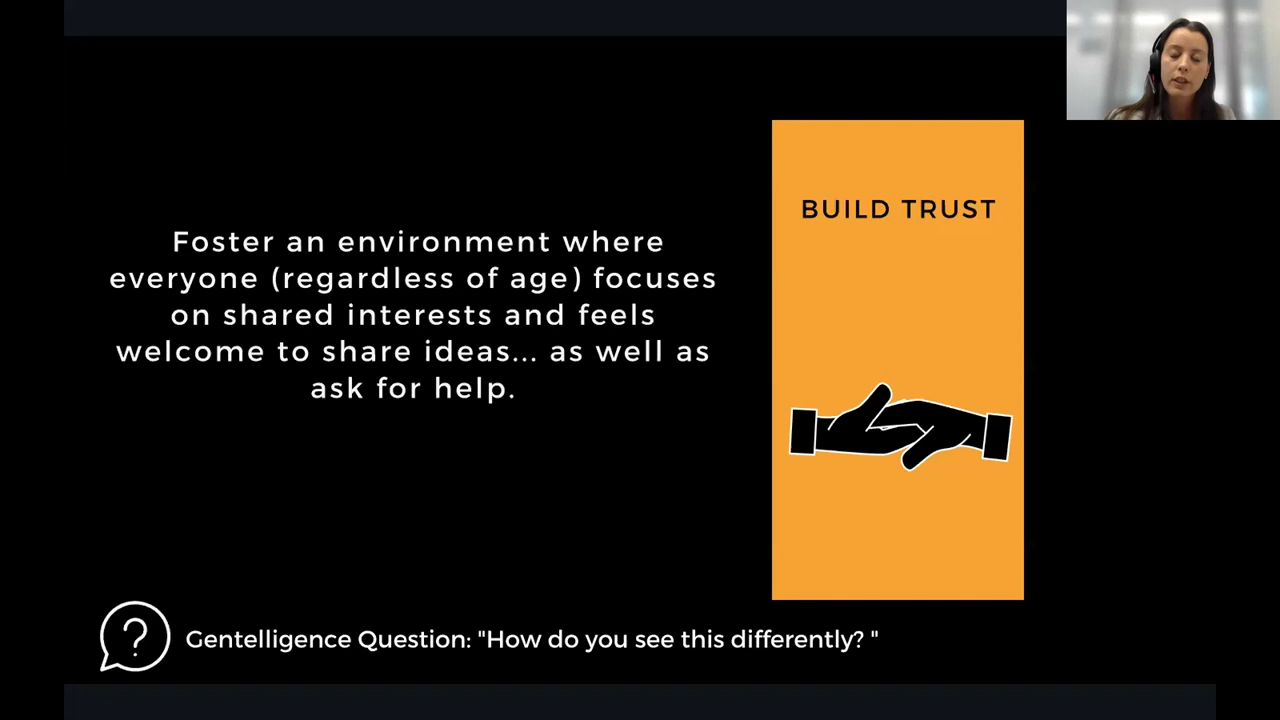 Foster an environment where
everyone (regardless of age) focuses
on shared interests and feels
welcome to share ideas... as well as
ask for help.
BUILD TRUST
?
Gentelligence Question: "How do you see this differently? "